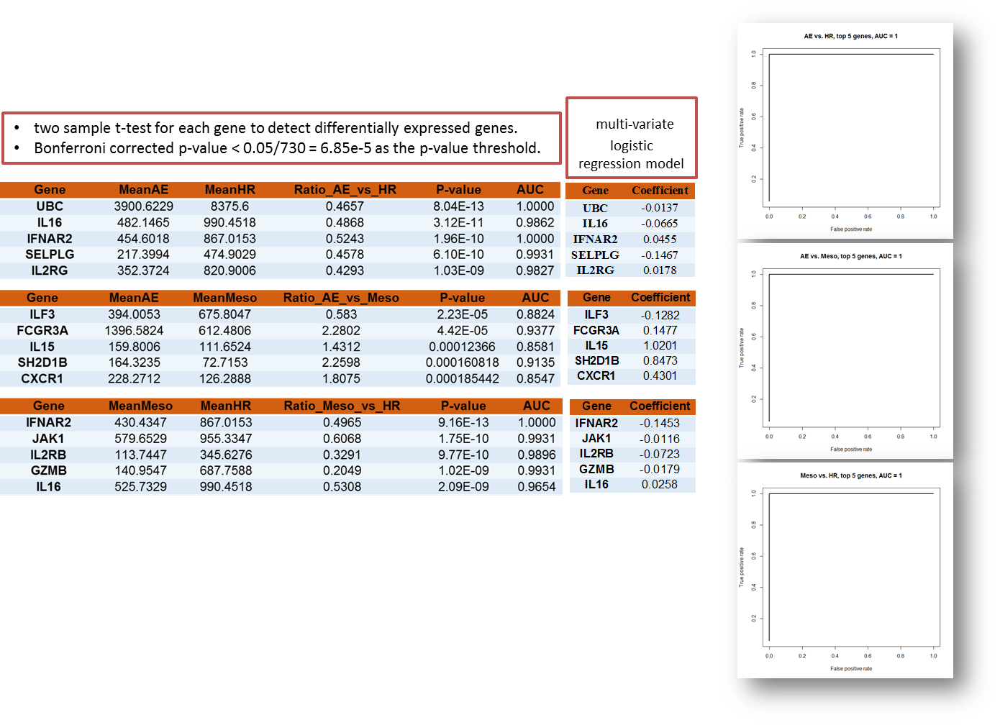 • two sample t-test for each gene to detect differentially expressed genes.
• Bonferroni corrected p-value < 0.05/730 = 6.85e-5 as the p-value threshold.
multi-variate
logistic
regression model
Gene MeanAE MeanHR Ratio_AE_vs_HR P-value AUC
UBC 3900.6229 8375.6 0.4657 8.04E-13 1.0000
IL16 482.1465 990.4518 0.4868 3.12E-11 0.9862
IFNAR2 454.6018 867.0153 0.5243 1.96E-10 1.0000
SELPLG 217.3994 474.9029 0.4578 6.10E-10 0.9931
IL2RG 352.3724 820.9006 0.4293 1.03E-09 0.9827
Gene Coefficient
UBC -0.0137
IL16 -0.0665
IFNAR2 0.0455
SELPLG -0.1467
IL2RG 0.0178
Gene MeanAE MeanMeso Ratio_AE_vs_Meso P-value AUC
ILF3 394.0053 675.8047 0.583 2.23E-05 0.8824
FCGR3A 1396.5824 612.4806 2.2802 4.42E-05 0.9377
IL15 159.8006 111.6524 1.4312 0.00012366 0.8581
SH2D1B 164.3235 72.7153 2.2598 0.000160818 0.9135
CXCR1 228.2712 126.2888 1.8075 0.000185442 0.8547
Gene Coefficient
ILF3 -0.1282
FCGR3A 0.1477
IL15 1.0201
SH2D1B 0.8473
CXCR1 0.4301
Gene MeanMeso MeanHR Ratio_Meso_vs_HR P-value AUC
IFNAR2 430.4347 867.0153 0.4965 9.16E-13 1.0000
JAK1 579.6529 955.3347 0.6068 1.75E-10 0.9931
IL2RB 113.7447 345.6276 0.3291 9.77E-10 0.9896
GZMB 140.9547 687.7588 0.2049 1.02E-09 0.9931
IL16 525.7329 990.4518 0.5308 2.09E-09 0.9654
Gene Coefficient
IFNAR2 -0.1453
JAK1 -0.0116
IL2RB -0.0723
GZMB -0.0179
IL16 0.0258
AE vs. HR, top 5 genes, AUC = 1
True positive rate
1.0
0.8
0.6
0.4
0.2
0.0 0.2 0.4 0.6 0.8 1.0
False positive rate
AE vs. Meso, top 5 genes, AUC = 1
True positive rate
1.0
0.8
0.6
0.4
0.2
0.0 0.2 0.4 0.6 0.8 1.0
False positive rate
Meso vs. HR, top 5 genes, AUC = 1
True positive rate
1.0
0.8
0.6
0.4
0.2
0.0 0.2 0.4 0.6 0.8 1.0
False positive rate